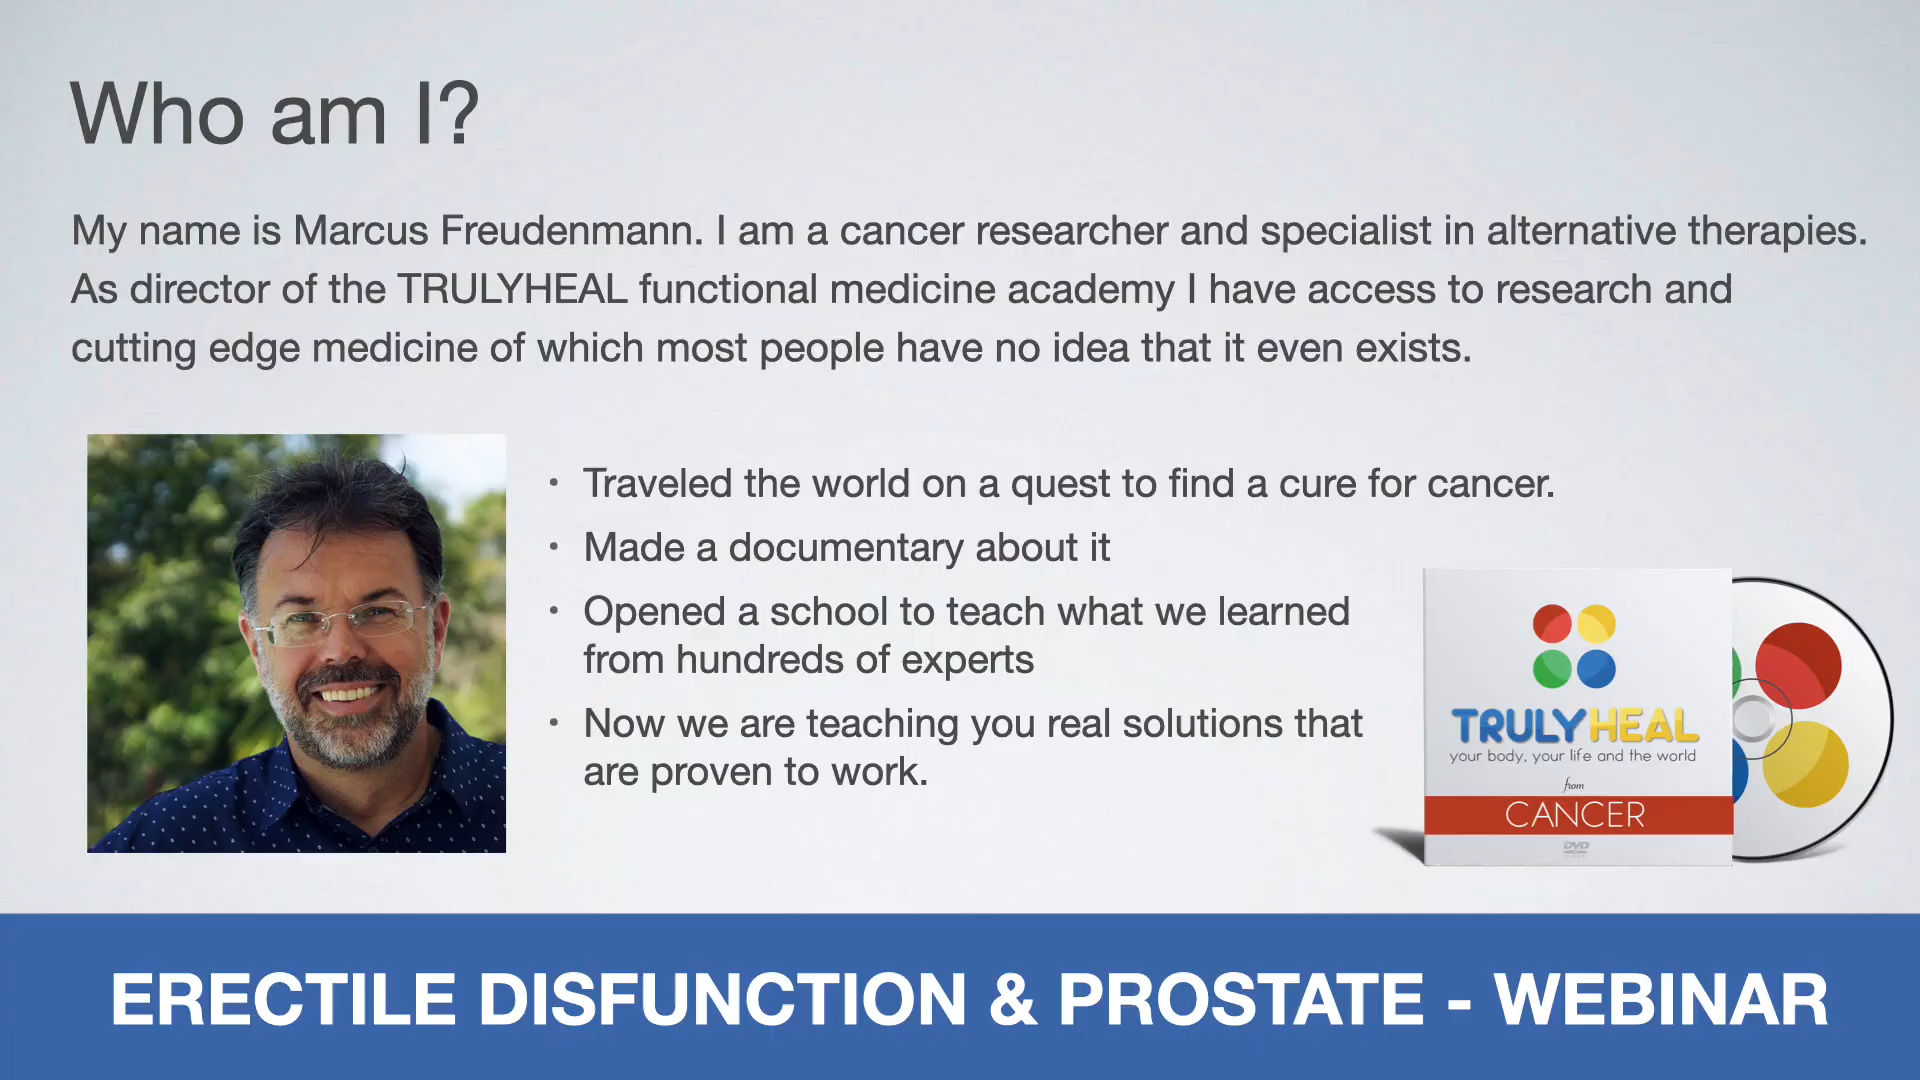 Who am I?
My name is Marcus Freudenmann. I am a cancer researcher and specialist in alternative therapies.
As director of the TRULYHEAL functional medicine academy I have access to research and
cutting edge medicine of which most people have no idea that it even exists.
• Traveled the world on a quest to find a cure for cancer.
• Made a documentary about it
• Opened a school to teach what we learned
from hundreds of experts
• Now we are teaching you real solutions that
are proven to work.
TRULYHEAL
your body, your life and the world
from
CANCER
DVD
ERECTILE DISFUNCTION & PROSTATE - WEBINAR